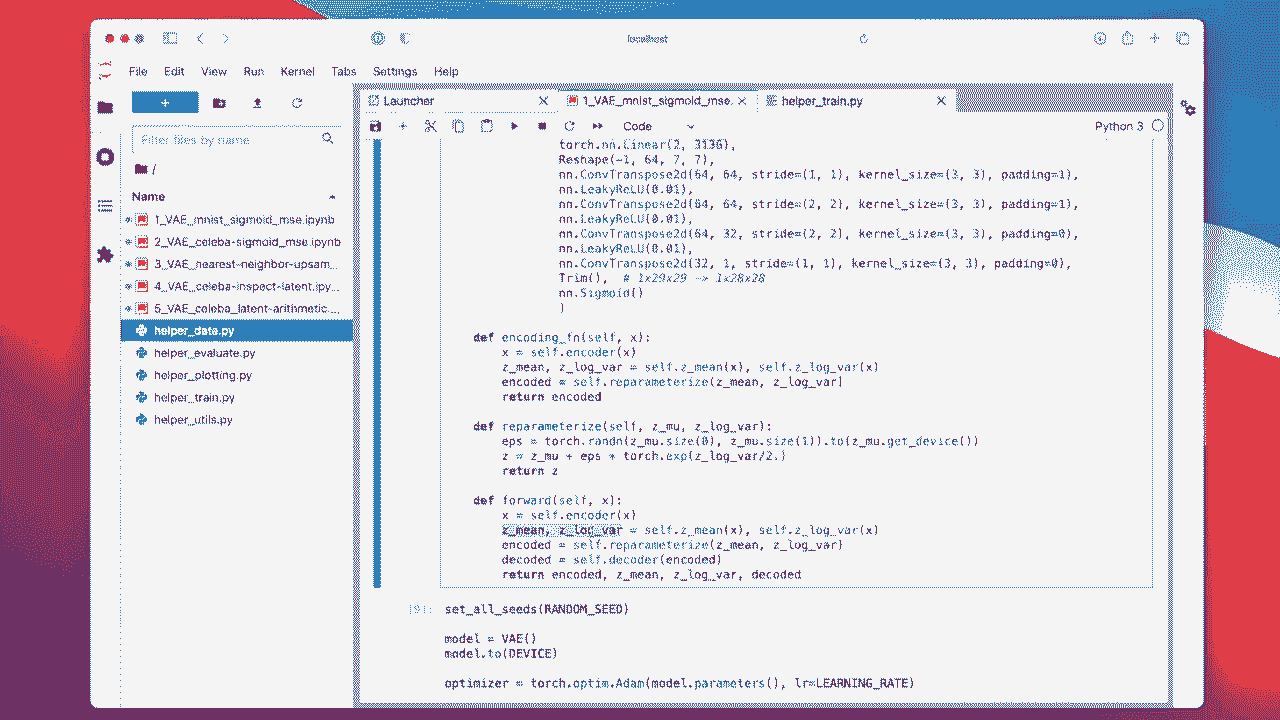 localhost
File Edit View Run Kernel Tabs Settings Help
Launcher
1_VAE_mnist_sigmoid_mse.
helper_train.py
Filter files by name
Code
Python 3
/
Name
1_VAE_mnist_sigmoid_mse.ipynb
2_VAE_celeba-sigmoid_mse.ipynb
3_VAE_nearest-neighbor-upsam...
4_VAE_celeba-inspect-latent.ipy...
5_VAE_celeba_latent-arithmetic....
helper_data.py
helper_evaluate.py
helper_plotting.py
helper_train.py
helper_utils.py
torch.nn.Linear(2, 3136),
Reshape(-1, 64, 7, 7),
nn.ConvTranspose2d(64, 64, stride=(1, 1), kernel_size=(3, 3), padding=1),
nn.LeakyReLU(0.01),
nn.ConvTranspose2d(64, 64, stride=(2, 2), kernel_size=(3, 3), padding=1),
nn.LeakyReLU(0.01),
nn.ConvTranspose2d(64, 32, stride=(2, 2), kernel_size=(3, 3), padding=0),
nn.LeakyReLU(0.01),
nn.ConvTranspose2d(32, 1, stride=(1, 1), kernel_size=(3, 3), padding=0),
Trim(),  # 1x29x29 -> 1x28x28
nn.Sigmoid()
)
def encoding_fn(self, x):
x = self.encoder(x)
z_mean, z_log_var = self.z_mean(x), self.z_log_var(x)
encoded = self.reparameterize(z_mean, z_log_var)
return encoded
def reparameterize(self, z_mu, z_log_var):
eps = torch.randn(z_mu.size(0), z_mu.size(1)).to(z_mu.get_device())
z = z_mu + eps * torch.exp(z_log_var/2.)
return z
def forward(self, x):
x = self.encoder(x)
z_mean, z_log_var = self.z_mean(x), self.z_log_var(x)
encoded = self.reparameterize(z_mean, z_log_var)
decoded = self.decoder(encoded)
return encoded, z_mean, z_log_var, decoded
[9]: set_all_seeds(RANDOM_SEED)
model = VAE()
model.to(DEVICE)
optimizer = torch.optim.Adam(model.parameters(), lr=LEARNING_RATE)